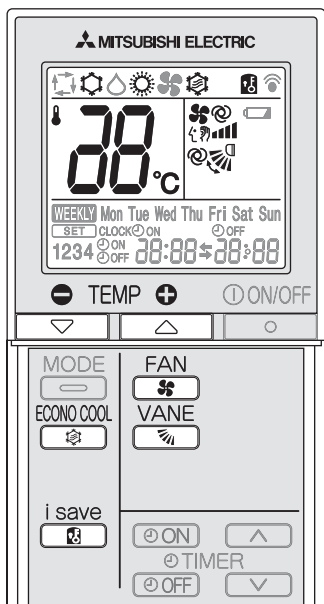 MITSUBISHI ELECTRIC
88°C
WEEKLY Mon Tue Wed Thu Fri Sat Sun
SET CLOCK ON OFF
1234 ON 88:88 88:88
OFF
TEMP ON/OFF
MODE FAN
ECONO COOL VANE
i save
ON
TIMER
OFF